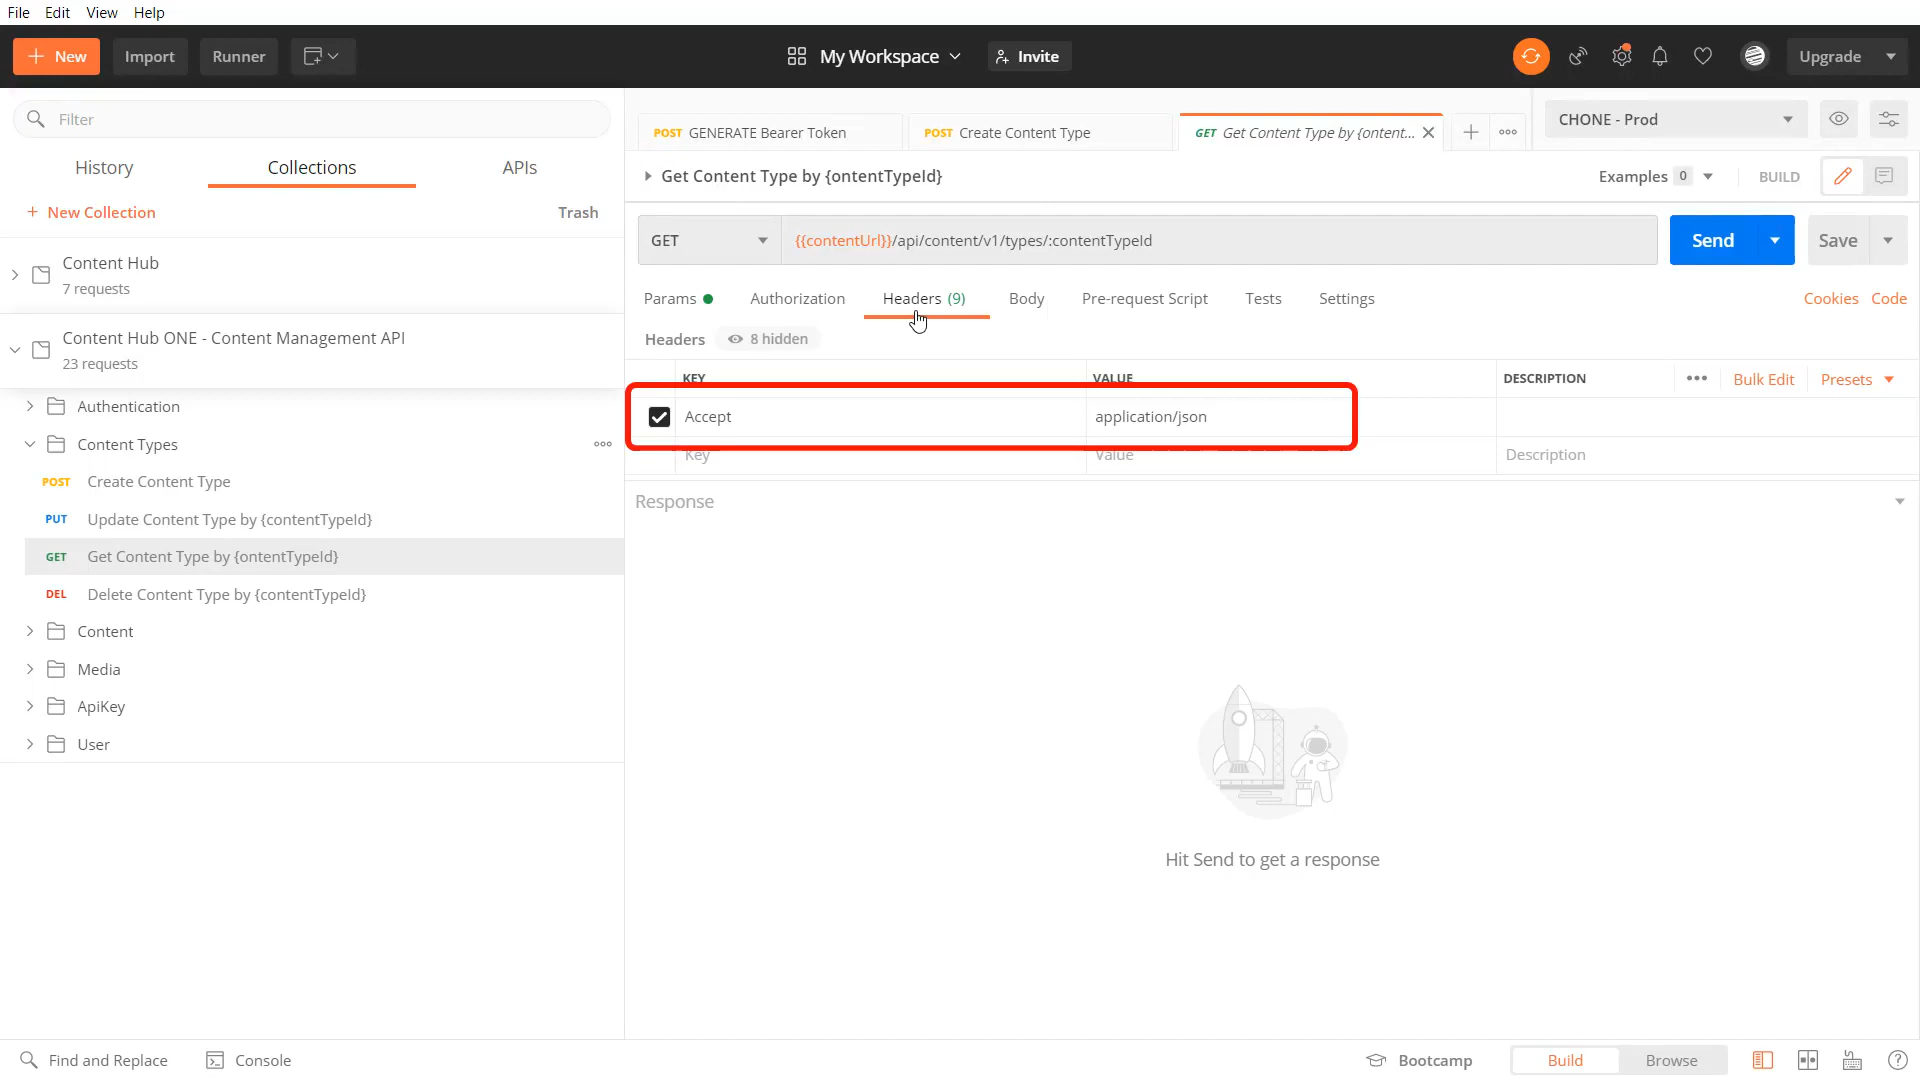 File Edit View Help
New Import Runner My Workspace Invite Upgrade
Filter
History Collections APIs
+ New Collection Trash
Content Hub
7 requests
Content Hub ONE - Content Management API
23 requests
Authentication
Content Types
POST Create Content Type
PUT Update Content Type by {contentTypeId}
GET Get Content Type by {ontentTypeId}
DEL Delete Content Type by {contentTypeId}
Content
Media
ApiKey
User
POST GENERATE Bearer Token POST Create Content Type GET Get Content Type by {ontent... CHONE - Prod
Get Content Type by {ontentTypeId} Examples 0 BUILD
GET {{contentUrl}}/api/content/v1/types/:contentTypeId Send Save
Params Authorization Headers (9) Body Pre-request Script Tests Settings Cookies Code
Headers 8 hidden
KEY VALUE DESCRIPTION Bulk Edit Presets
Accept application/json
Key Value Description
Response
Hit Send to get a response
Find and Replace Console Bootcamp Build Browse